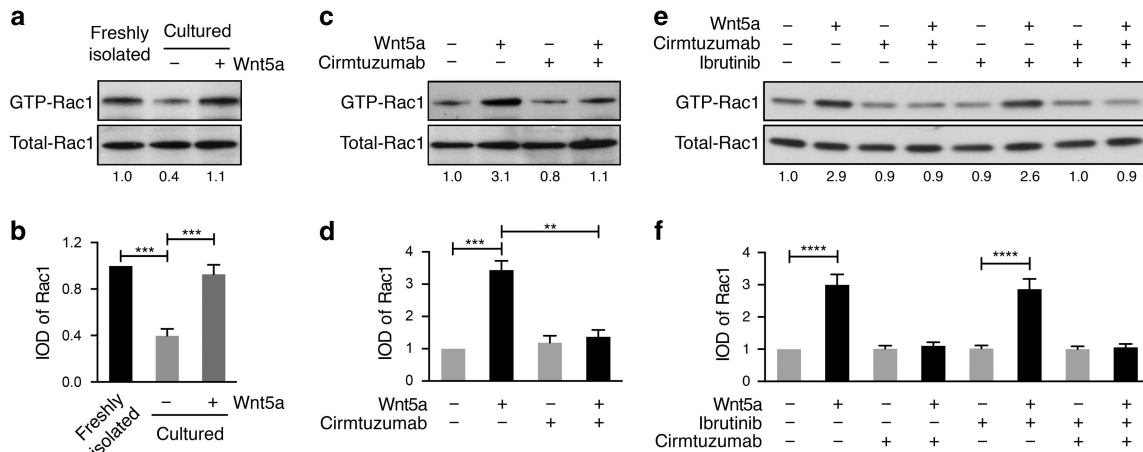 a
Freshly isolated
Cultured
– + Wnt5a
GTP-Rac1
Total-Rac1
1.0 0.4 1.1
b
IOD of Rac1
1.2
0.8
0.4
0.0
*** ***
Freshly isolated
– + Wnt5a
Cultured
c
Wnt5a – + – +
Cirmtuzumab – – + +
GTP-Rac1
Total-Rac1
1.0 3.1 0.8 1.1
d
IOD of Rac1
4
3
2
1
0
*** **
Wnt5a – + – +
Cirmtuzumab – – + +
e
Wnt5a – + – + – + – +
Cirmtuzumab – – + + – – + +
Ibrutinib – – – – + + + +
GTP-Rac1
Total-Rac1
1.0 2.9 0.9 0.9 0.9 2.6 1.0 0.9
f
IOD of Rac1
4
3
2
1
0
**** ****
Wnt5a – + – + – + – +
Ibrutinib – – – – + + + +
Cirmtuzumab – – + + – – + +